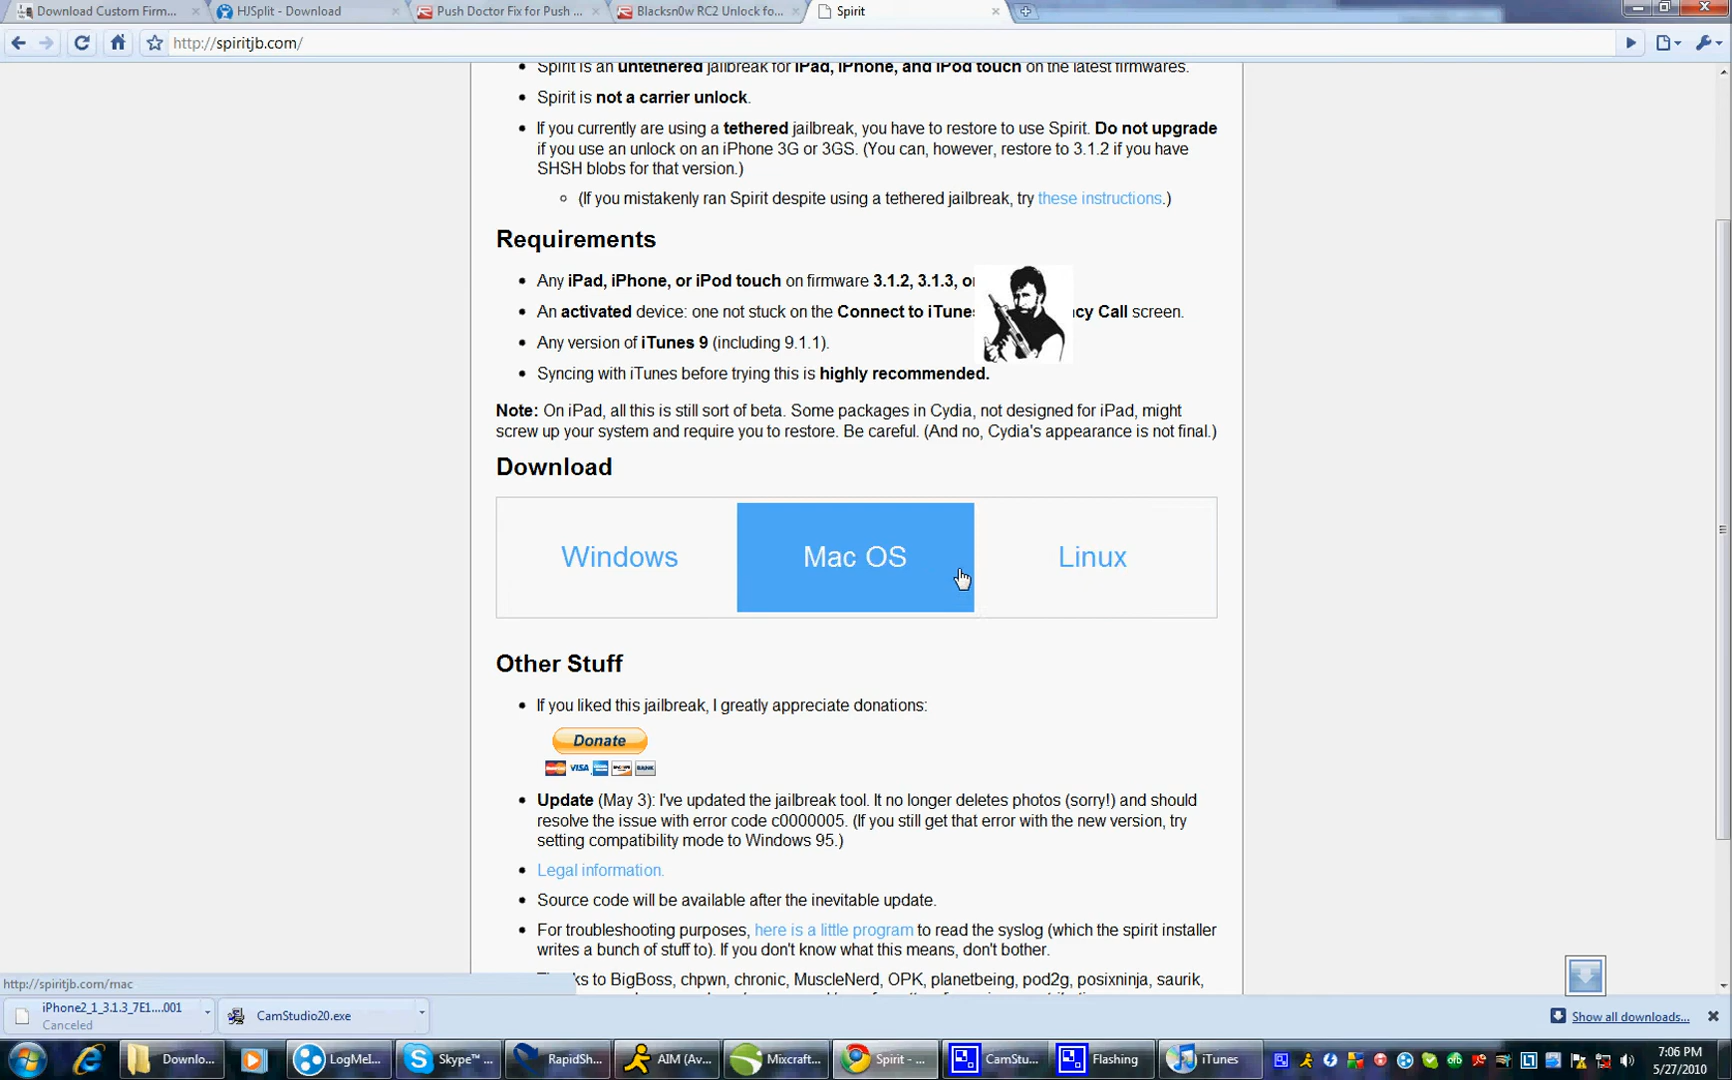 Download Custom Firm...
HJSplit - Download
Push Doctor Fix for Push ...
Blacksn0w RC2 Unlock fo...
Spirit
http://spiritjb.com/
Spirit is an untethered jailbreak for iPad, iPhone, and iPod touch on the latest firmwares.
Spirit is not a carrier unlock.
If you currently are using a tethered jailbreak, you have to restore to use Spirit. Do not upgrade
if you use an unlock on an iPhone 3G or 3GS. (You can, however, restore to 3.1.2 if you have
SHSH blobs for that version.)
(If you mistakenly ran Spirit despite using a tethered jailbreak, try these instructions.)
Requirements
Any iPad, iPhone, or iPod touch on firmware 3.1.2, 3.1.3, o
An activated device: one not stuck on the Connect to iTunes cy Call screen.
Any version of iTunes 9 (including 9.1.1).
Syncing with iTunes before trying this is highly recommended.
Note: On iPad, all this is still sort of beta. Some packages in Cydia, not designed for iPad, might
screw up your system and require you to restore. Be careful. (And no, Cydia's appearance is not final.)
Download
Windows
Mac OS
Linux
Other Stuff
If you liked this jailbreak, I greatly appreciate donations:
Donate
VISA
BANK
Update (May 3): I've updated the jailbreak tool. It no longer deletes photos (sorry!) and should
resolve the issue with error code c0000005. (If you still get that error with the new version, try
setting compatibility mode to Windows 95.)
Legal information.
Source code will be available after the inevitable update.
For troubleshooting purposes, here is a little program to read the syslog (which the spirit installer
writes a bunch of stuff to). If you don't know what this means, don't bother.
ks to BigBoss, chpwn, chronic, MuscleNerd, OPK, planetbeing, pod2g, posixninja, saurik,
http://spiritjb.com/mac
iPhone2_1_3.1.3_7E1....001
Canceled
CamStudio20.exe
Show all downloads...
Downlo...
LogMeI...
Skype™ ...
RapidSh...
AIM (Av...
Mixcraft...
Spirit - ...
CamStu...
Flashing
iTunes
7:06 PM
5/27/2010